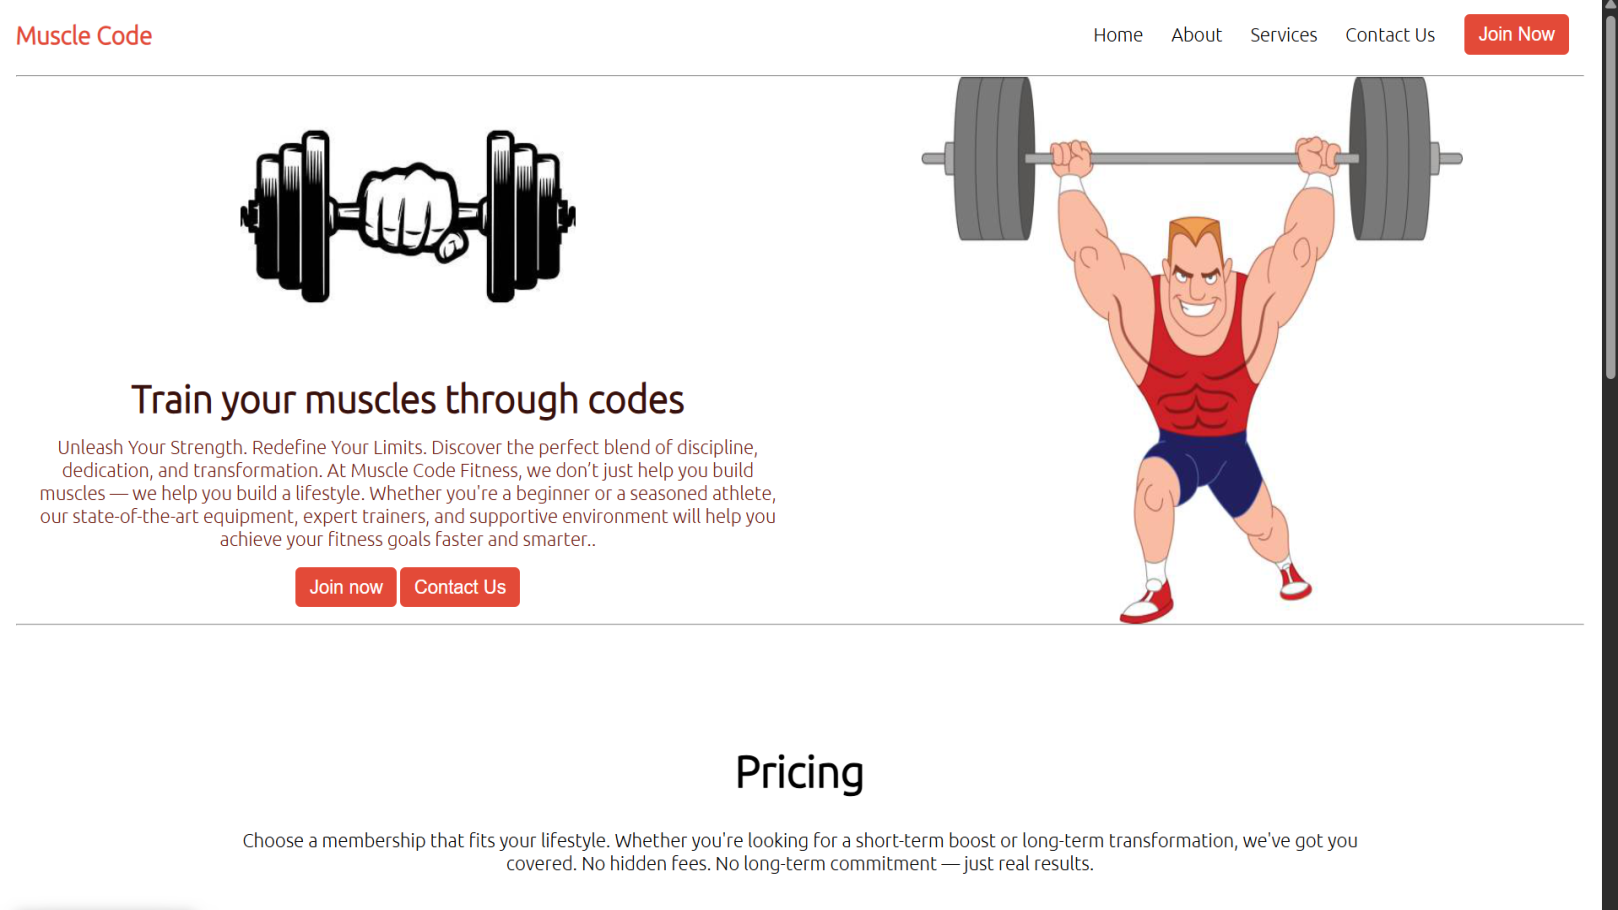 Muscle Code
Home About Services Contact Us Join Now
Train your muscles through codes
Unleash Your Strength. Redefine Your Limits. Discover the perfect blend of discipline,
dedication, and transformation. At Muscle Code Fitness, we don’t just help you build
muscles — we help you build a lifestyle. Whether you're a beginner or a seasoned athlete,
our state-of-the-art equipment, expert trainers, and supportive environment will help you
achieve your fitness goals faster and smarter..
Join now Contact Us
Pricing
Choose a membership that fits your lifestyle. Whether you're looking for a short-term boost or long-term transformation, we've got you
covered. No hidden fees. No long-term commitment — just real results.